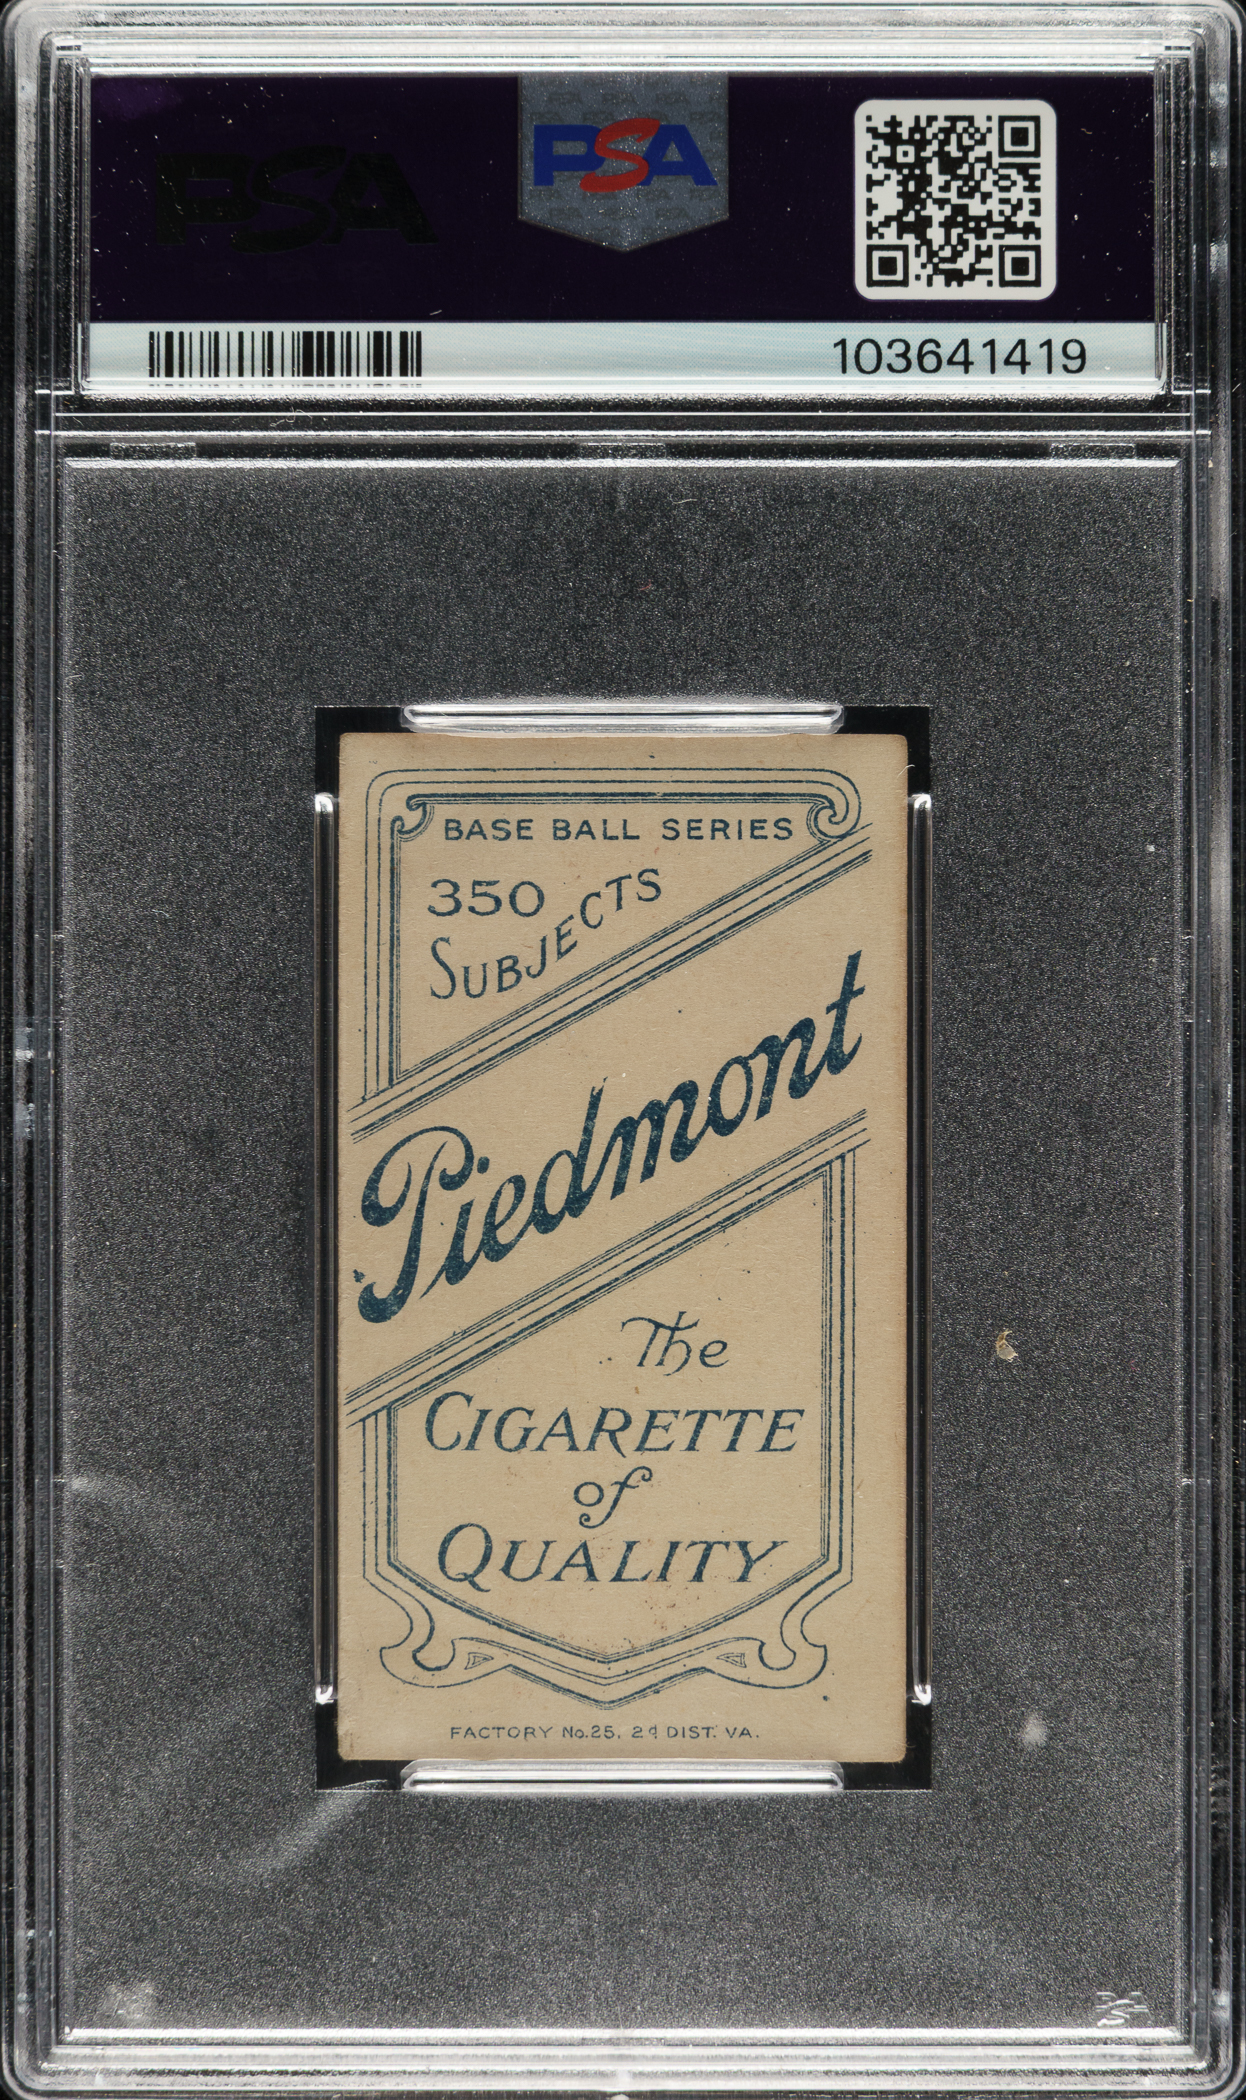 PSA
PSA
103641419
BASE BALL SERIES
350
SUBJECTS
Piedmont
The
CIGARETTE
of
QUALITY
FACTORY No. 25, 2d DIST. VA.